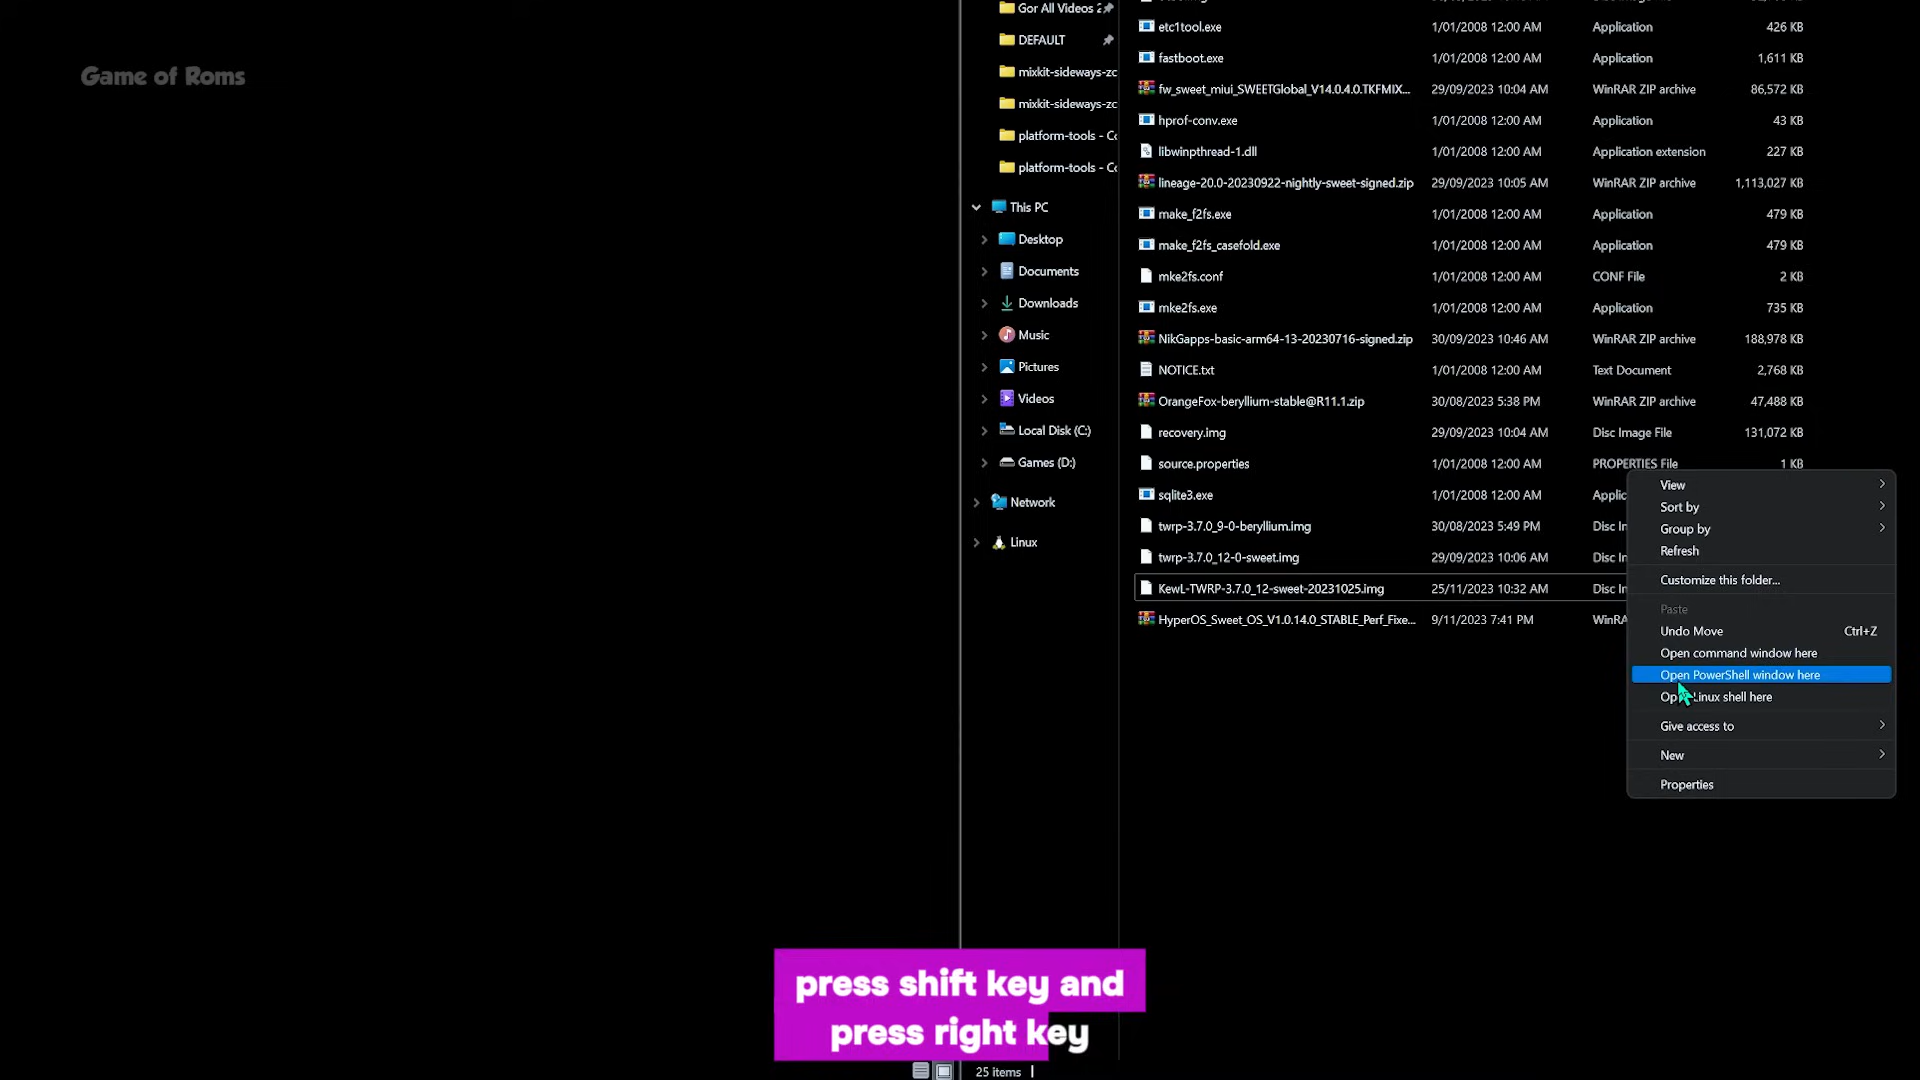 Game of Roms
Gor All Videos 2
DEFAULT
mixkit-sideways-zc
mixkit-sideways-zc
platform-tools - Co
platform-tools - Co
This PC
Desktop
Documents
Downloads
Music
Pictures
Videos
Local Disk (C:)
Games (D:)
Network
Linux
etc1tool.exe 1/01/2008 12:00 AM Application 426 KB
fastboot.exe 1/01/2008 12:00 AM Application 1,611 KB
fw_sweet_miui_SWEETGlobal_V14.0.4.0.TKFMIX... 29/09/2023 10:04 AM WinRAR ZIP archive 86,572 KB
hprof-conv.exe 1/01/2008 12:00 AM Application 43 KB
libwinpthread-1.dll 1/01/2008 12:00 AM Application extension 227 KB
lineage-20.0-20230922-nightly-sweet-signed.zip 29/09/2023 10:05 AM WinRAR ZIP archive 1,113,027 KB
make_f2fs.exe 1/01/2008 12:00 AM Application 479 KB
make_f2fs_casefold.exe 1/01/2008 12:00 AM Application 479 KB
mke2fs.conf 1/01/2008 12:00 AM CONF File 2 KB
mke2fs.exe 1/01/2008 12:00 AM Application 735 KB
NikGapps-basic-arm64-13-20230716-signed.zip 30/09/2023 10:46 AM WinRAR ZIP archive 188,978 KB
NOTICE.txt 1/01/2008 12:00 AM Text Document 2,768 KB
OrangeFox-beryllium-stable@R11.1.zip 30/08/2023 5:38 PM WinRAR ZIP archive 47,488 KB
recovery.img 29/09/2023 10:04 AM Disc Image File 131,072 KB
source.properties 1/01/2008 12:00 AM PROPERTIES File 1 KB
sqlite3.exe 1/01/2008 12:00 AM Applic
twrp-3.7.0_9-0-beryllium.img 30/08/2023 5:49 PM Disc In
twrp-3.7.0_12-0-sweet.img 29/09/2023 10:06 AM Disc In
KewL-TWRP-3.7.0_12-sweet-20231025.img 25/11/2023 10:32 AM Disc In
HyperOS_Sweet_OS_V1.0.14.0_STABLE_Perf_Fixe... 9/11/2023 7:41 PM WinRA
View
Sort by
Group by
Refresh
Customize this folder...
Paste
Undo Move Ctrl+Z
Open command window here
Open PowerShell window here
Open Linux shell here
Give access to
New
Properties
press shift key and
press right key
25 items